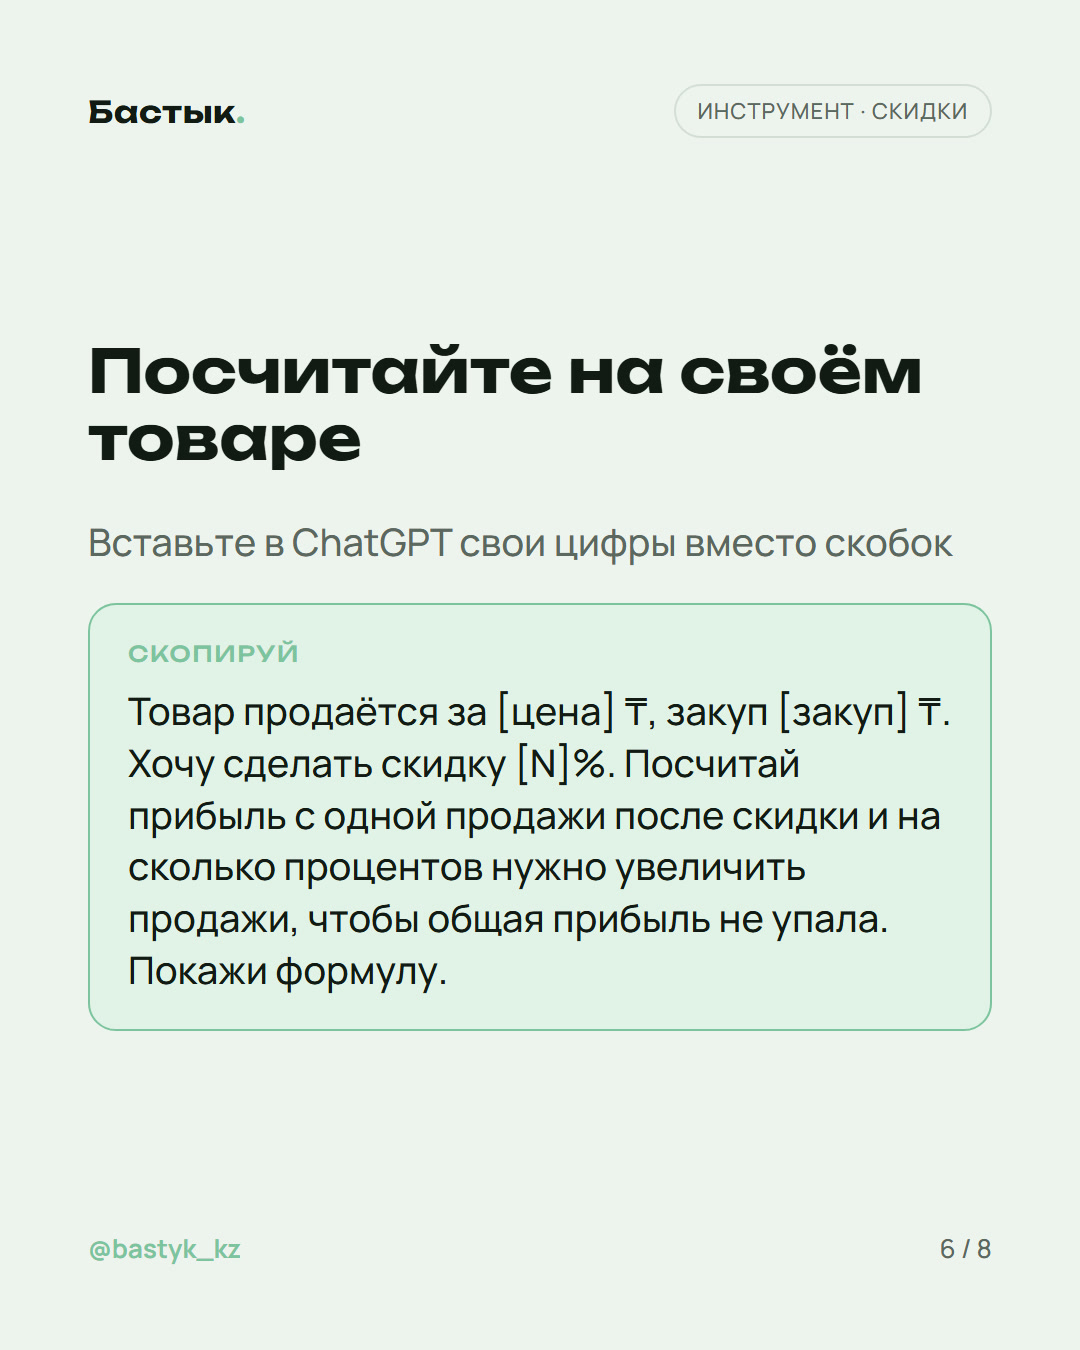 Бастык.
ИНСТРУМЕНТ · СКИДКИ
Посчитайте на своём
товаре
Вставьте в ChatGPT свои цифры вместо скобок
СКОПИРУЙ
Товар продаётся за [цена] ₸, закуп [закуп] ₸.
Хочу сделать скидку [N]%. Посчитай
прибыль с одной продажи после скидки и на
сколько процентов нужно увеличить
продажи, чтобы общая прибыль не упала.
Покажи формулу.
@bastyk_kz
6 / 8